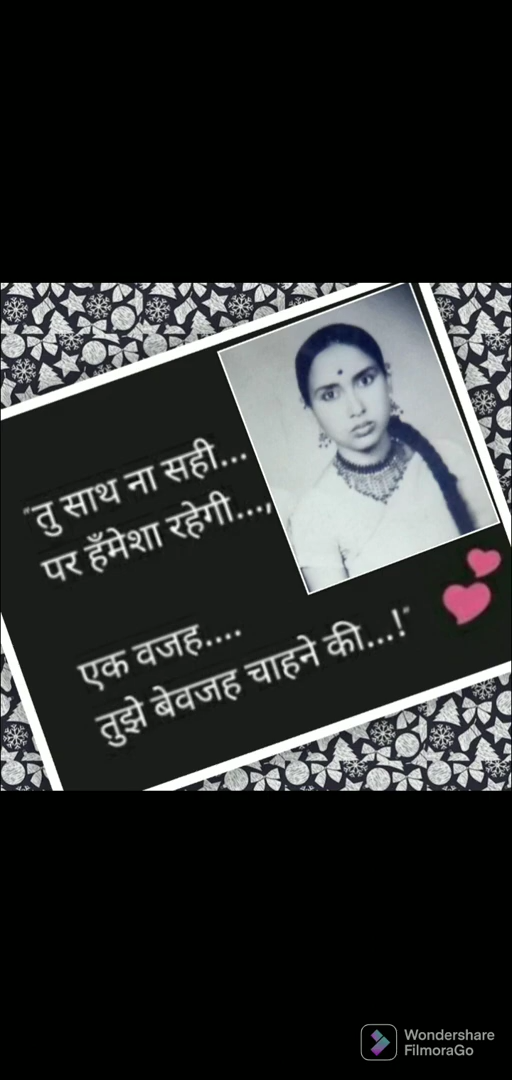 "तु साथ ना सही...
पर हँमेशा रहेगी...,
एक वजह....
तुझे बेवजह चाहने की...!"
Wondershare
FilmoraGo